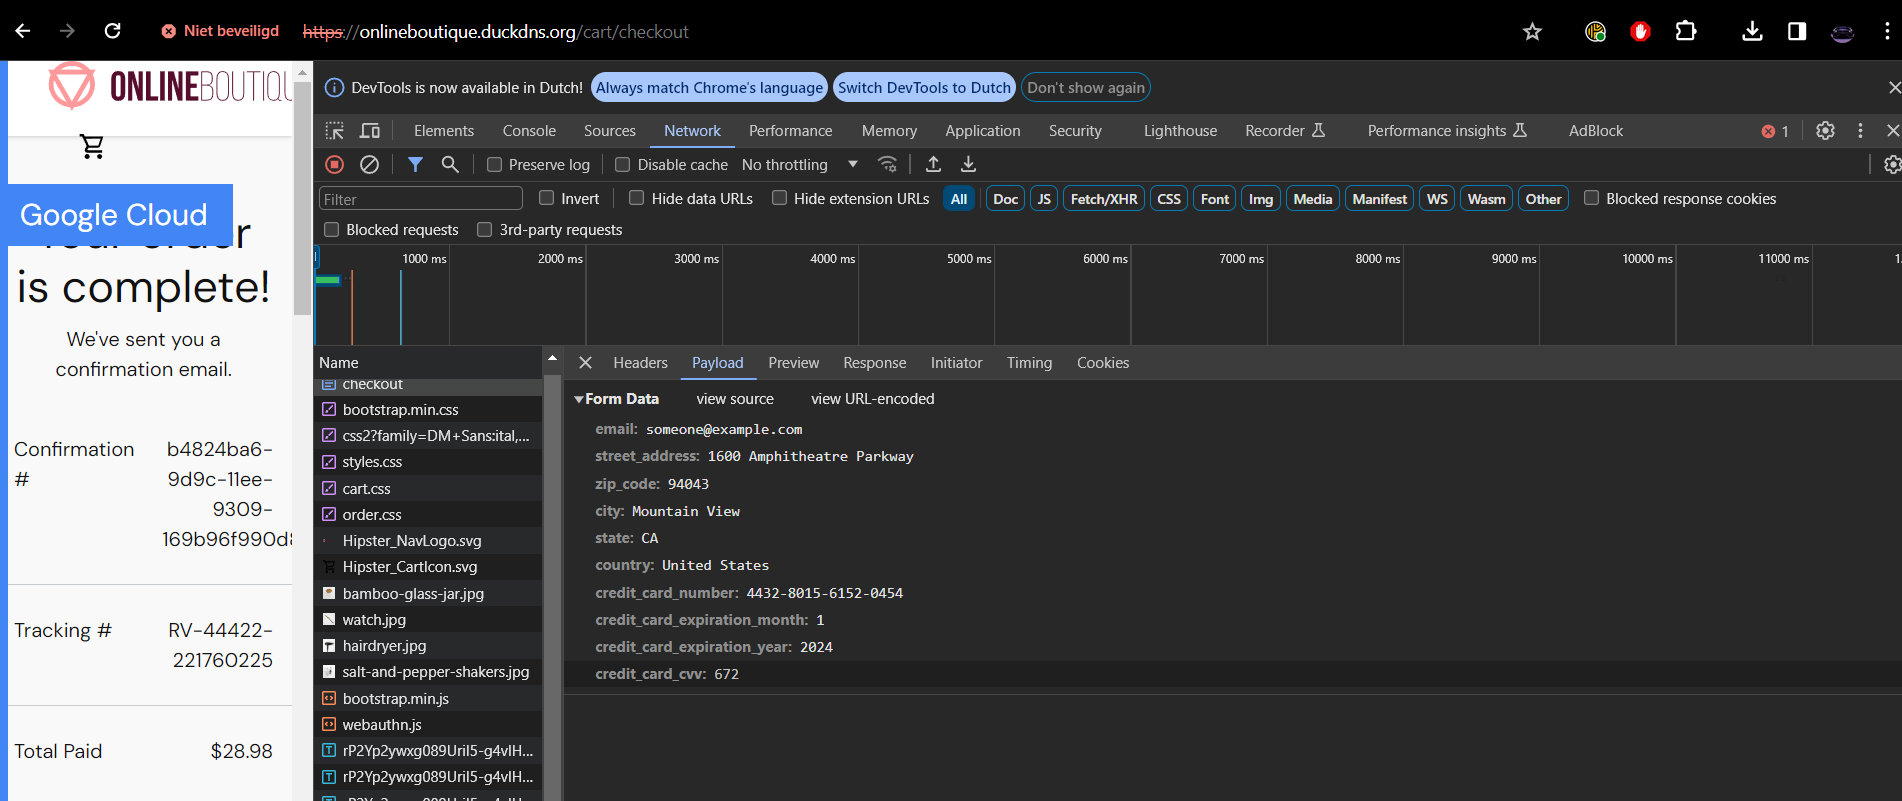 Niet beveiligd https://onlineboutique.duckdns.org/cart/checkout
ONLINEBOUTIQU
Google Cloud
Your order
is complete!
We've sent you a
confirmation email.
Confirmation
#
b4824ba6-
9d9c-11ee-
9309-
169b96f990d8
Tracking #
RV-44422-
221760225
Total Paid $28.98
DevTools is now available in Dutch! Always match Chrome's language Switch DevTools to Dutch Don't show again
Elements Console Sources Network Performance Memory Application Security Lighthouse Recorder Performance insights AdBlock 1
Preserve log Disable cache No throttling
Filter Invert Hide data URLs Hide extension URLs All Doc JS Fetch/XHR CSS Font Img Media Manifest WS Wasm Other Blocked response cookies
Blocked requests 3rd-party requests
1000 ms 2000 ms 3000 ms 4000 ms 5000 ms 6000 ms 7000 ms 8000 ms 9000 ms 10000 ms 11000 ms 1
Name
checkout
bootstrap.min.css
css2?family=DM+Sans:ital,...
styles.css
cart.css
order.css
Hipster_NavLogo.svg
Hipster_CartIcon.svg
bamboo-glass-jar.jpg
watch.jpg
hairdryer.jpg
salt-and-pepper-shakers.jpg
bootstrap.min.js
webauthn.js
rP2Yp2ywxg089UriI5-g4vlH...
rP2Yp2ywxg089UriI5-g4vlH...
Headers Payload Preview Response Initiator Timing Cookies
Form Data view source view URL-encoded
email: someone@example.com
street_address: 1600 Amphitheatre Parkway
zip_code: 94043
city: Mountain View
state: CA
country: United States
credit_card_number: 4432-8015-6152-0454
credit_card_expiration_month: 1
credit_card_expiration_year: 2024
credit_card_cvv: 672